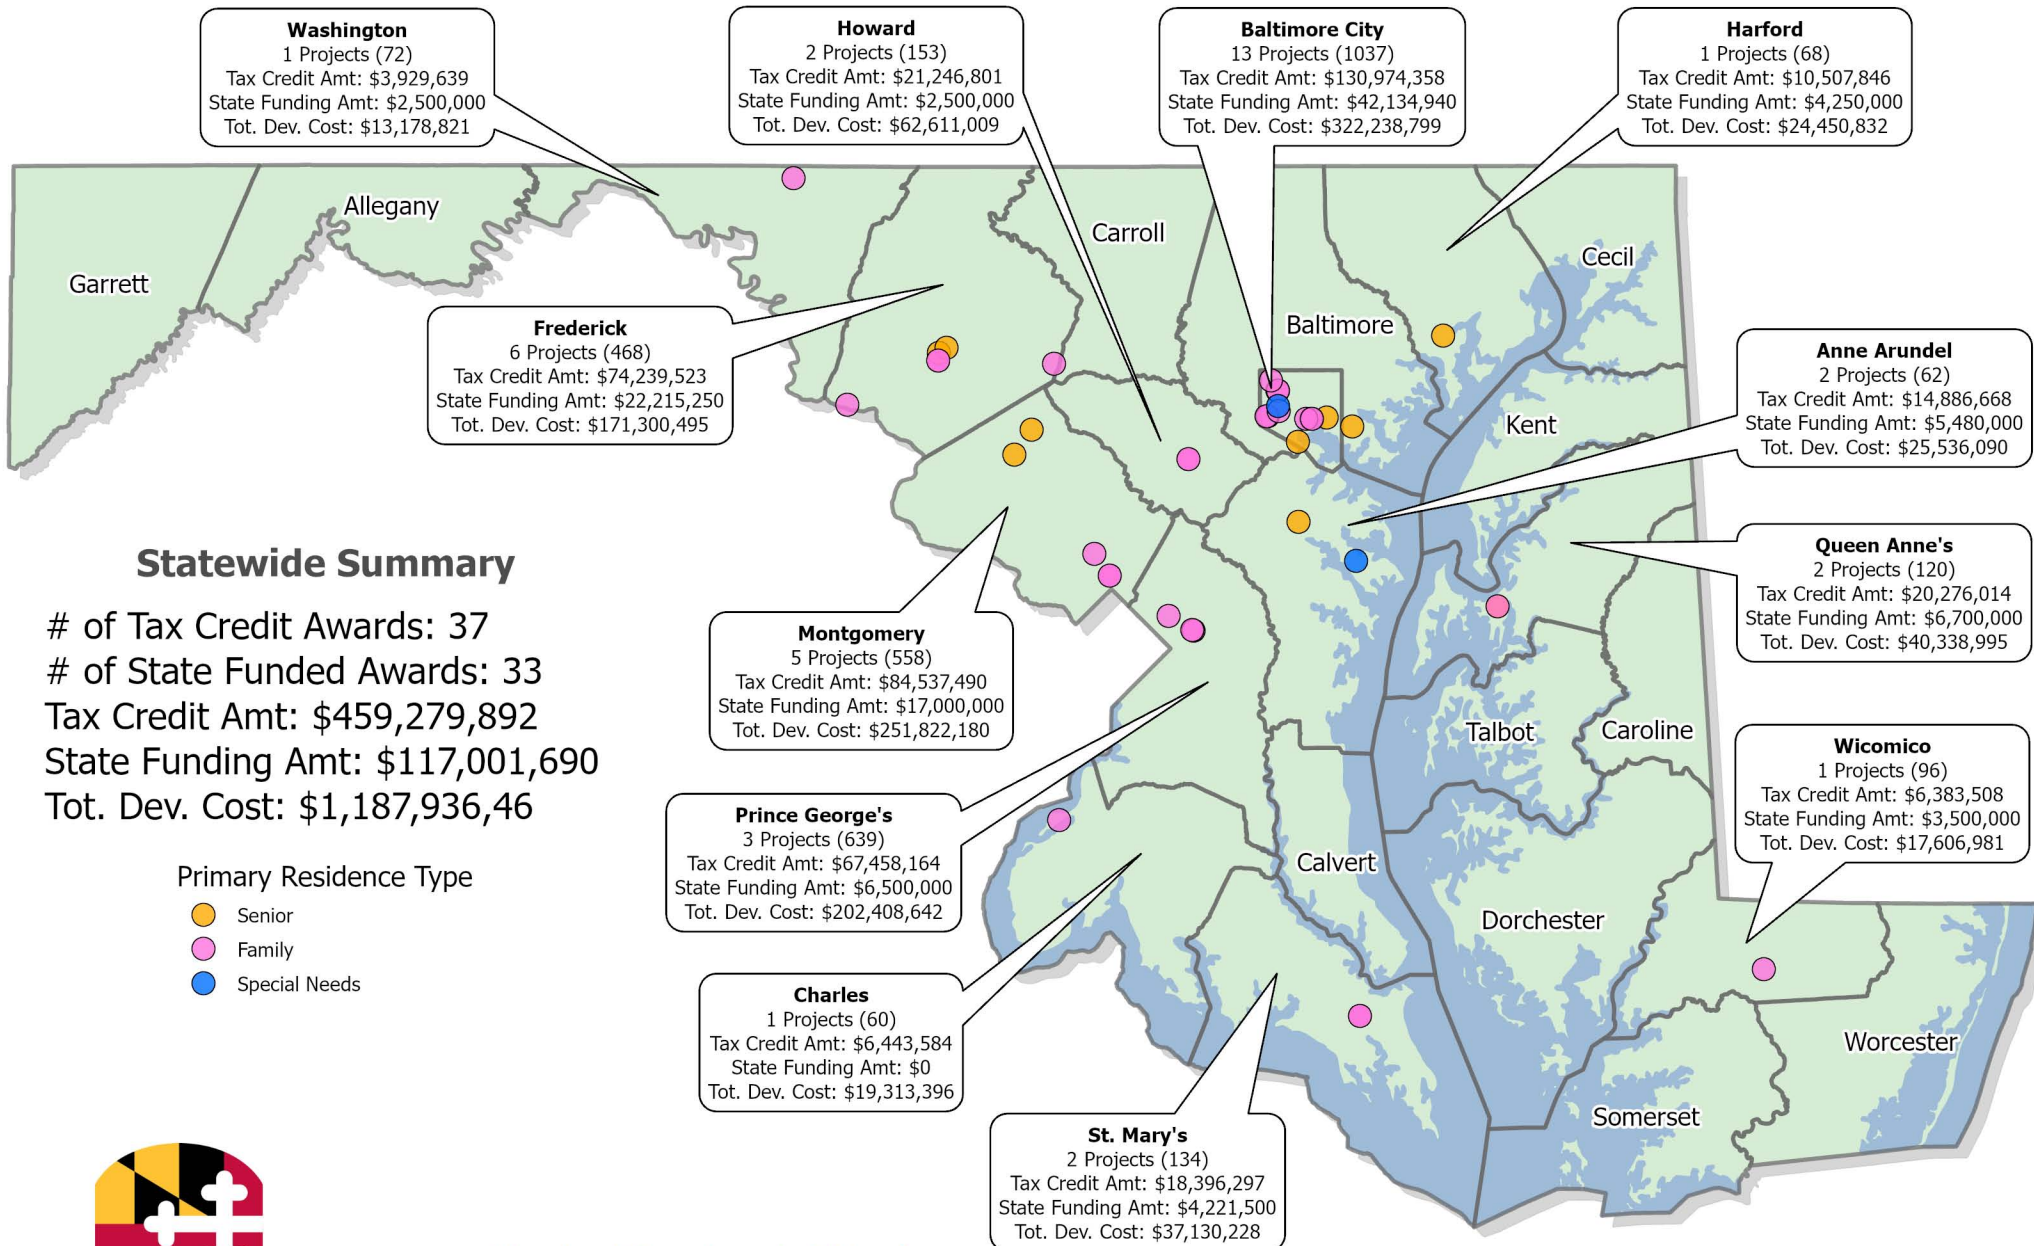 Washington
1 Projects (72)
Tax Credit Amt: $3,929,639
State Funding Amt: $2,500,000
Tot. Dev. Cost: $13,178,821
Howard
2 Projects (153)
Tax Credit Amt: $21,246,801
State Funding Amt: $2,500,000
Tot. Dev. Cost: $62,611,009
Baltimore City
13 Projects (1037)
Tax Credit Amt: $130,974,358
State Funding Amt: $42,134,940
Tot. Dev. Cost: $322,238,799
Harford
1 Projects (68)
Tax Credit Amt: $10,507,846
State Funding Amt: $4,250,000
Tot. Dev. Cost: $24,450,832
Garrett
Allegany
Carroll
Baltimore
Cecil
Kent
Frederick
6 Projects (468)
Tax Credit Amt: $74,239,523
State Funding Amt: $22,215,250
Tot. Dev. Cost: $171,300,495
Anne Arundel
2 Projects (62)
Tax Credit Amt: $14,886,668
State Funding Amt: $5,480,000
Tot. Dev. Cost: $25,536,090
Queen Anne's
2 Projects (120)
Tax Credit Amt: $20,276,014
State Funding Amt: $6,700,000
Tot. Dev. Cost: $40,338,995
Statewide Summary
# of Tax Credit Awards: 37
# of State Funded Awards: 33
Tax Credit Amt: $459,279,892
State Funding Amt: $117,001,690
Tot. Dev. Cost: $1,187,936,46
Primary Residence Type
Senior
Family
Special Needs
Montgomery
5 Projects (558)
Tax Credit Amt: $84,537,490
State Funding Amt: $17,000,000
Tot. Dev. Cost: $251,822,180
Talbot
Caroline
Wicomico
1 Projects (96)
Tax Credit Amt: $6,383,508
State Funding Amt: $3,500,000
Tot. Dev. Cost: $17,606,981
Prince George's
3 Projects (639)
Tax Credit Amt: $67,458,164
State Funding Amt: $6,500,000
Tot. Dev. Cost: $202,408,642
Calvert
Dorchester
Charles
1 Projects (60)
Tax Credit Amt: $6,443,584
State Funding Amt: $0
Tot. Dev. Cost: $19,313,396
Worcester
Somerset
St. Mary's
2 Projects (134)
Tax Credit Amt: $18,396,297
State Funding Amt: $4,221,500
Tot. Dev. Cost: $37,130,228